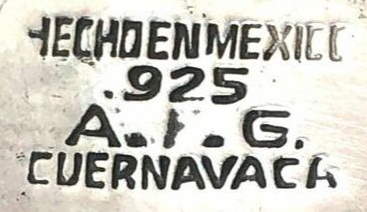 HECHO EN MEXICO
.925
A.I.G.
CUERNAVACA